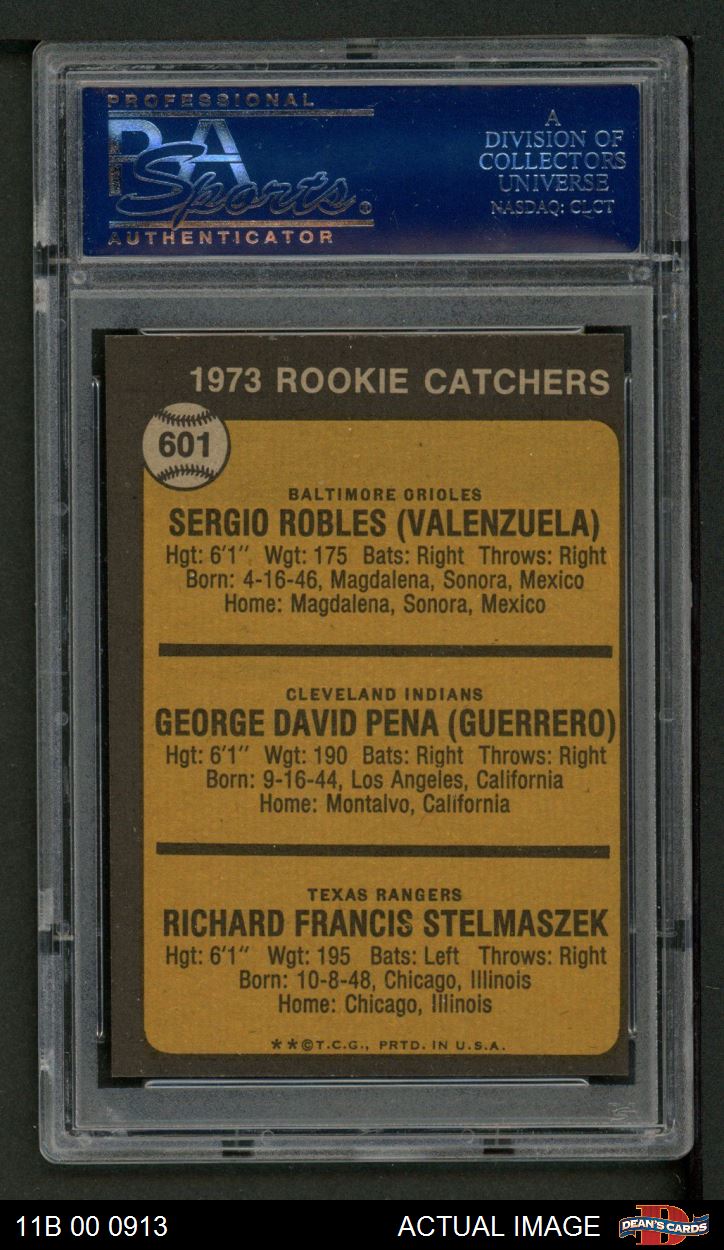 PROFESSIONAL
PSA
Sports®
AUTHENTICATOR
A
DIVISION OF
COLLECTORS
UNIVERSE
NASDAQ: CLCT
1973 ROOKIE CATCHERS
601
BALTIMORE ORIOLES
SERGIO ROBLES (VALENZUELA)
Hgt: 6'1" Wgt: 175 Bats: Right Throws: Right
Born: 4-16-46, Magdalena, Sonora, Mexico
Home: Magdalena, Sonora, Mexico
CLEVELAND INDIANS
GEORGE DAVID PENA (GUERRERO)
Hgt: 6'1" Wgt: 190 Bats: Right Throws: Right
Born: 9-16-44, Los Angeles, California
Home: Montalvo, California
TEXAS RANGERS
RICHARD FRANCIS STELMASZEK
Hgt: 6'1" Wgt: 195 Bats: Left Throws: Right
Born: 10-8-48, Chicago, Illinois
Home: Chicago, Illinois
**©T.C.G., PRTD. IN U.S.A.
11B 00 0913
ACTUAL IMAGE
D
DEAN'S CARDS